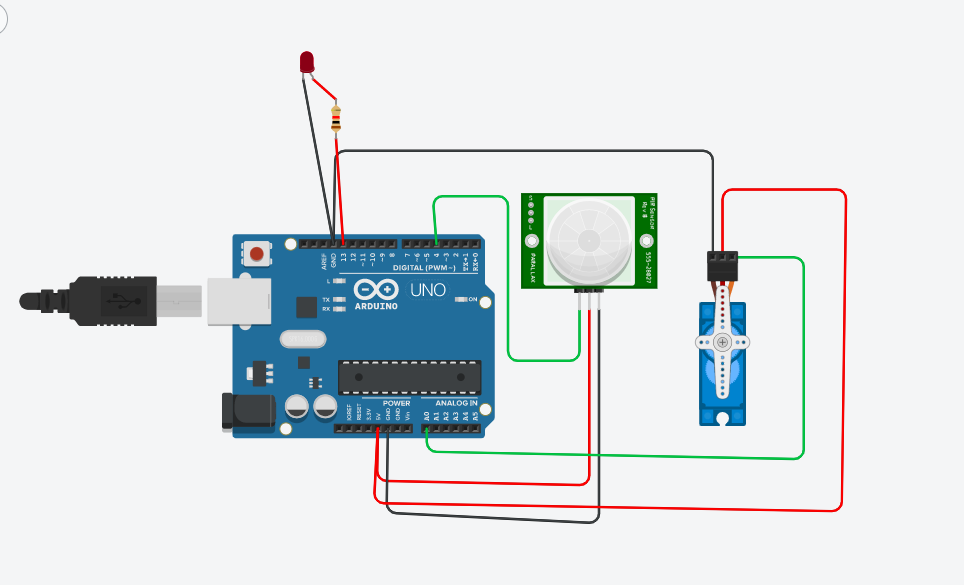 AREF
GND
13
12
~11
~10
~9
8
7
~6
~5
4
~3
2
TX→1
RX←0
DIGITAL (PWM~)
L
TX
RX
UNO
ARDUINO
ON
POWER
ANALOG IN
IOREF
RESET
3.3V
5V
GND
GND
Vin
A0
A1
A2
A3
A4
A5
PIR Sensor
Rev B
555-28027
PARALLAX